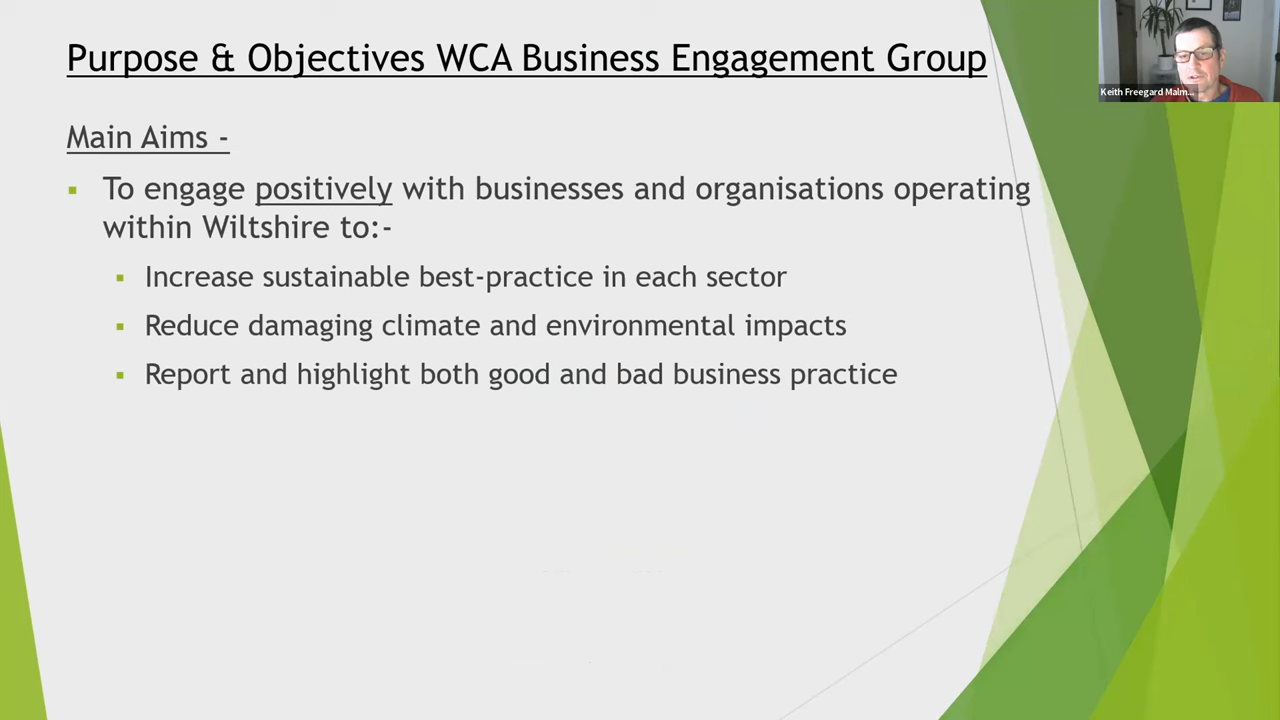 Purpose & Objectives WCA Business Engagement Group
Keith Freegard Malm...
Main Aims -
To engage positively with businesses and organisations operating
within Wiltshire to:-
Increase sustainable best-practice in each sector
Reduce damaging climate and environmental impacts
Report and highlight both good and bad business practice